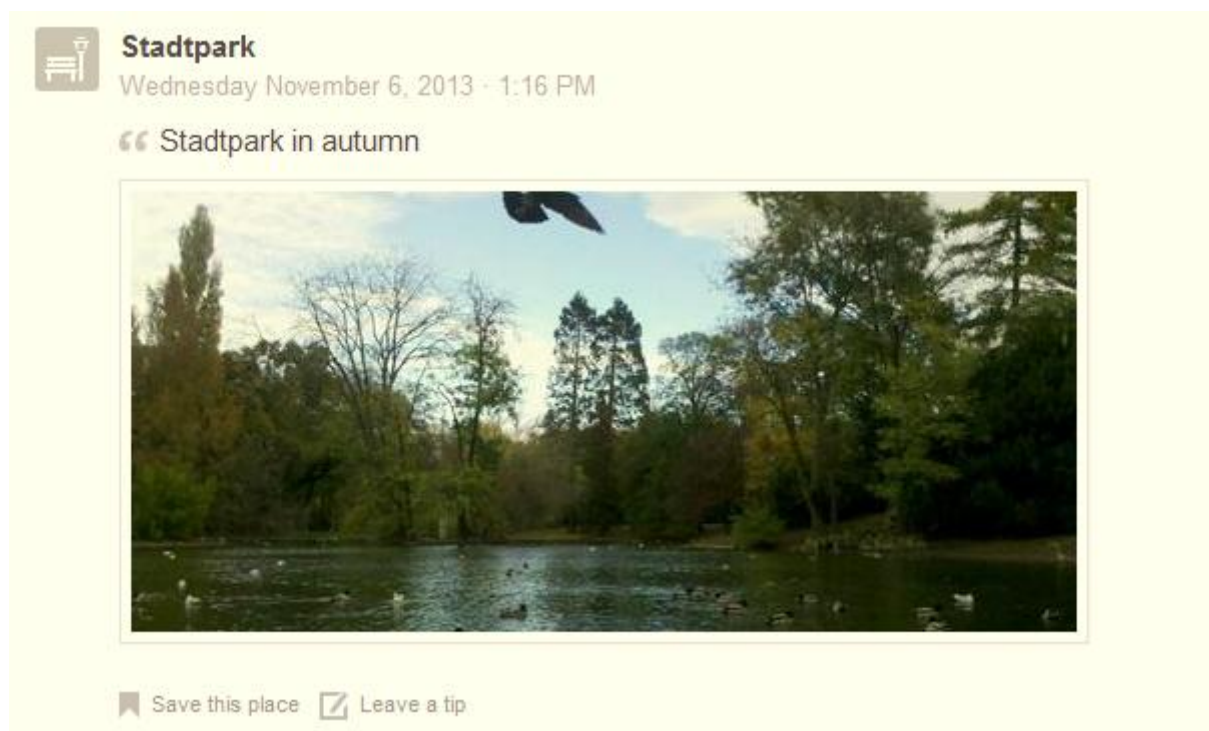 Stadtpark
Wednesday November 6, 2013 · 1:16 PM
“ Stadtpark in autumn
Save this place Leave a tip